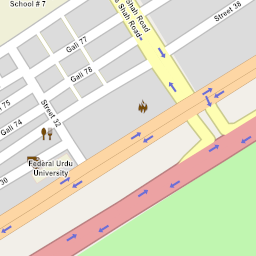 School # 7
Shah Road
Shah Road
Gali 77
Gali 78
Street 38
75
Gali 74
Street 32
Federal Urdu
University
30